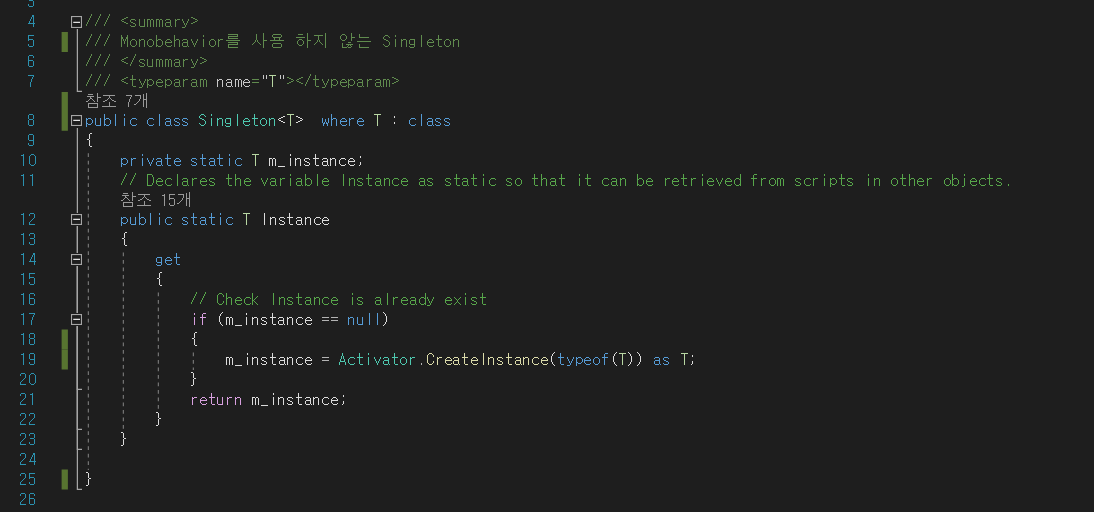 3
4 /// <summary>
5 /// Monobehavior를 사용 하지 않는 Singleton
6 /// </summary>
7 /// <typeparam name="T"></typeparam>
참조 7개
8 public class Singleton<T>  where T : class
9 {
10 private static T m_instance;
11 // Declares the variable Instance as static so that it can be retrieved from scripts in other objects.
참조 15개
12 public static T Instance
13 {
14 get
15 {
16 // Check Instance is already exist
17 if (m_instance == null)
18 {
19 m_instance = Activator.CreateInstance(typeof(T)) as T;
20 }
21 return m_instance;
22 }
23 }
24
25 }
26